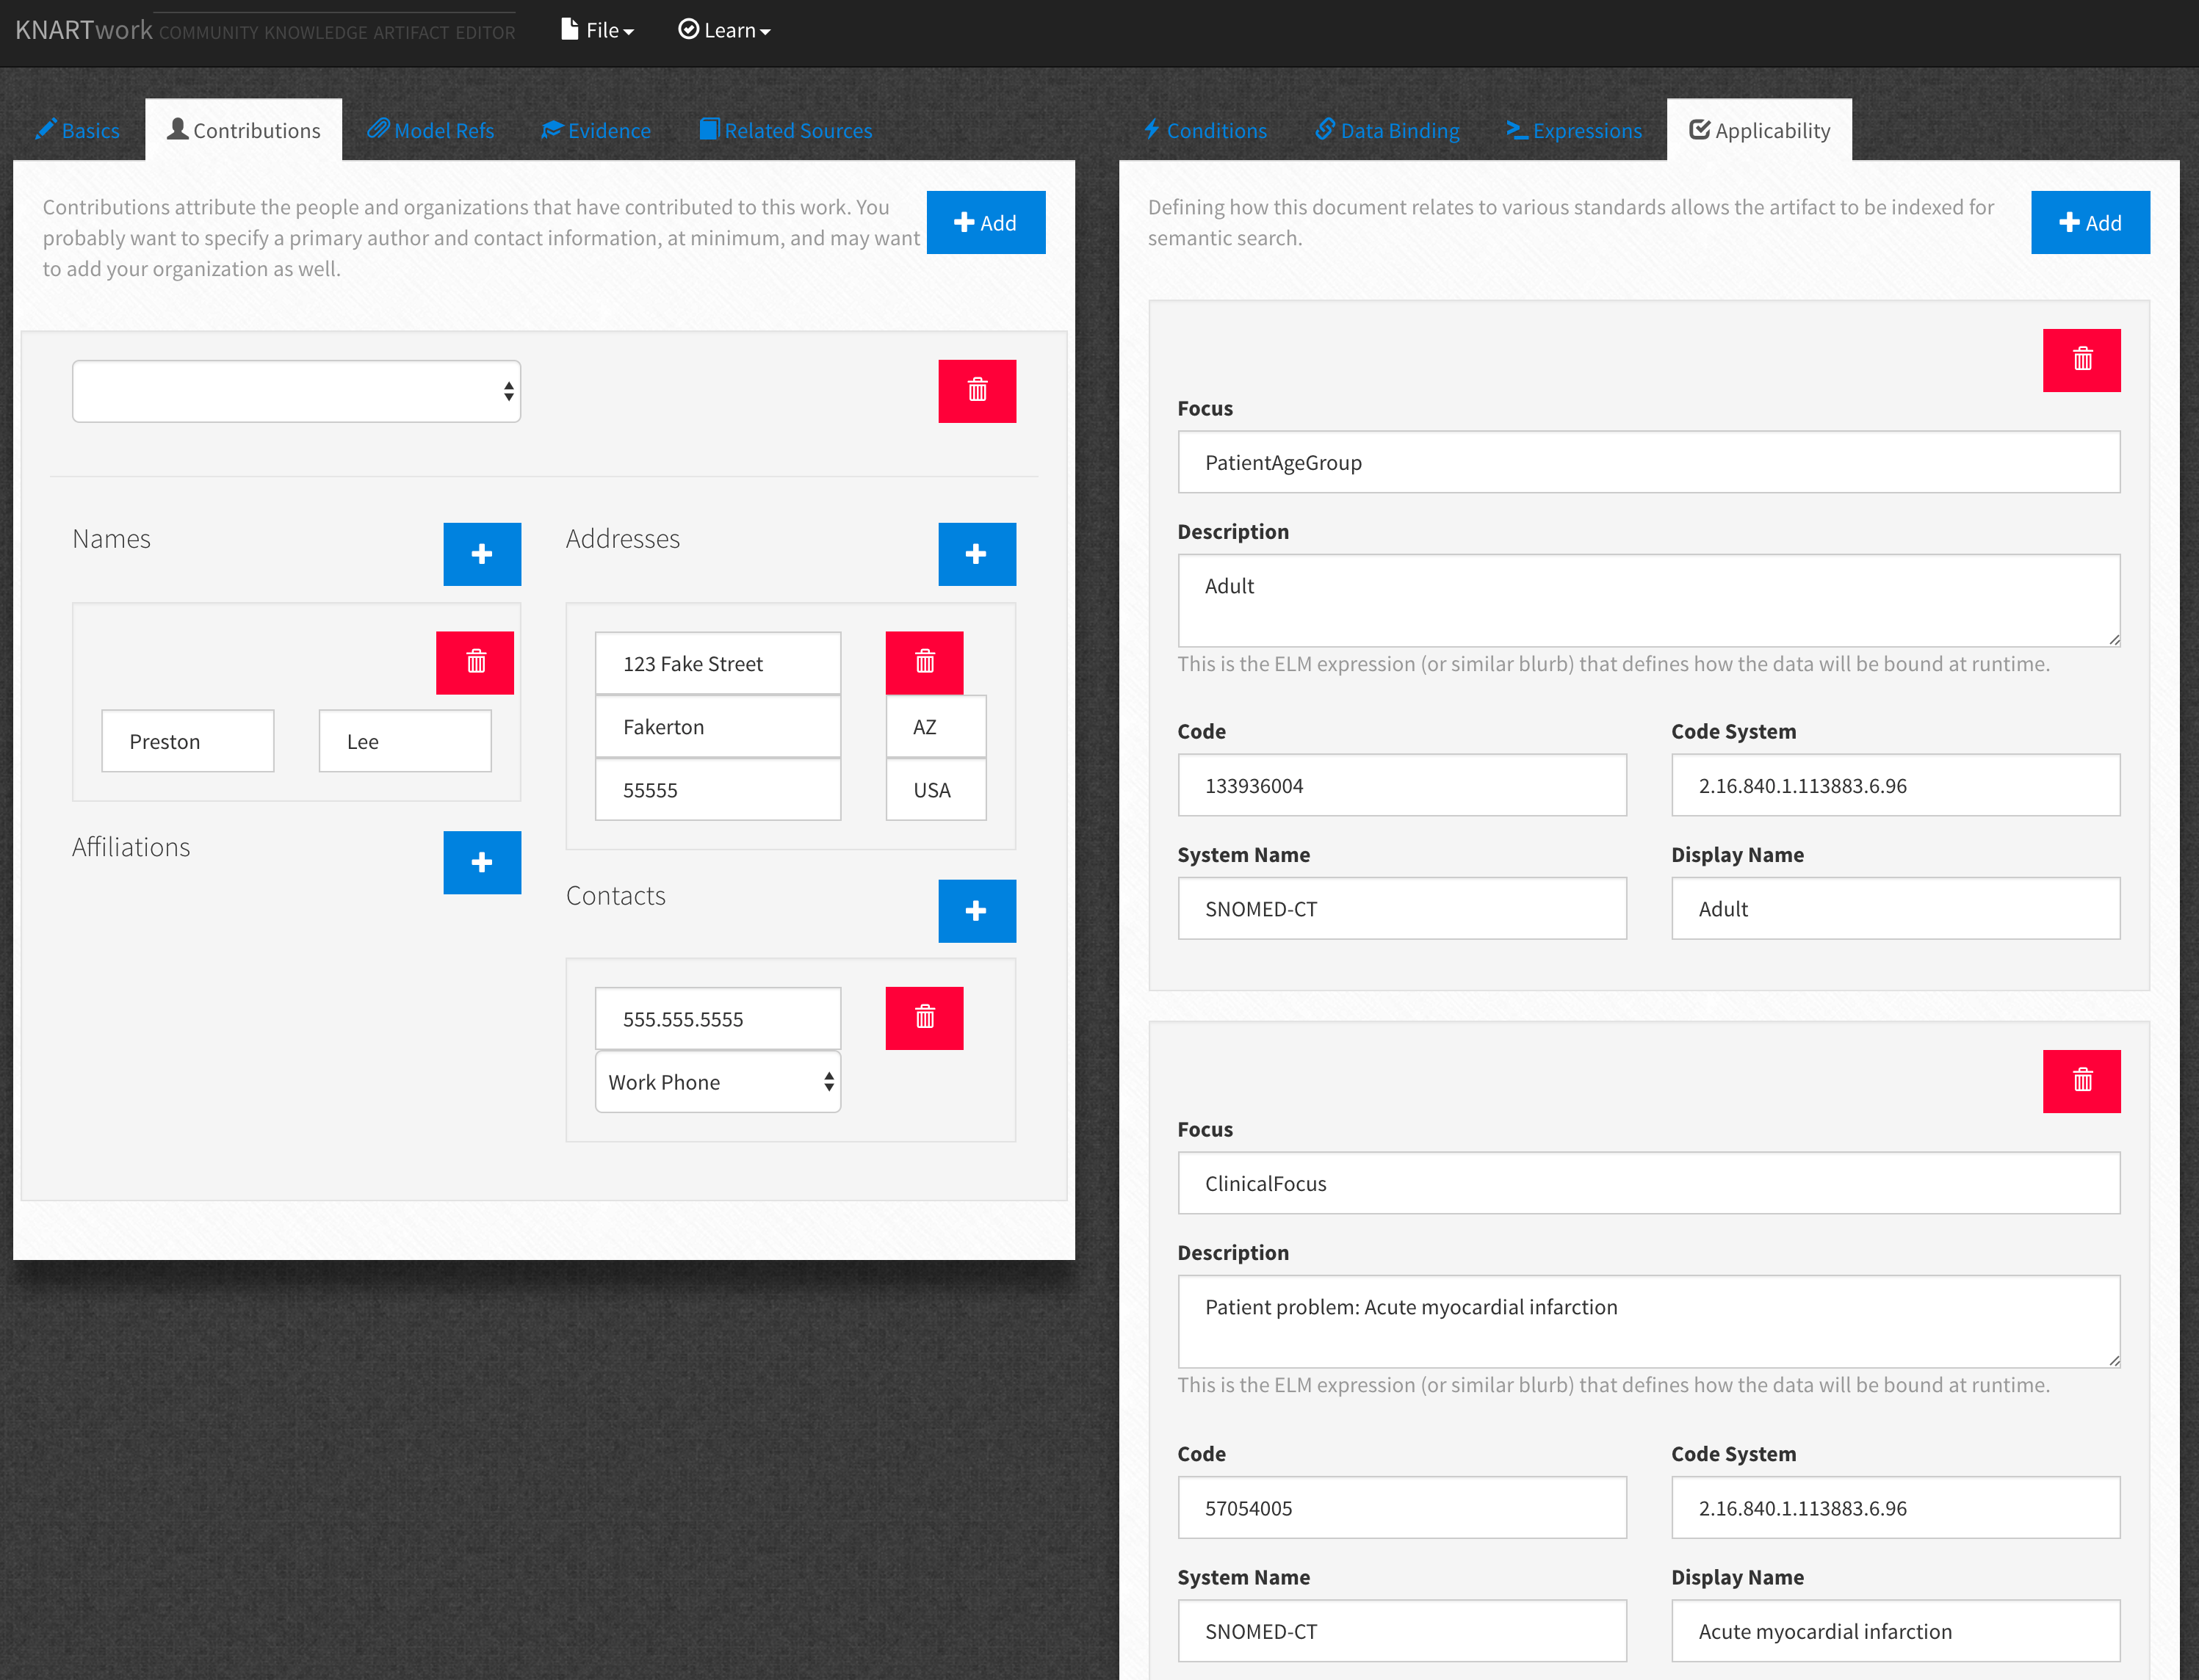 KNARTwork COMMUNITY KNOWLEDGE ARTIFACT EDITOR File Learn
Basics Contributions Model Refs Evidence Related Sources
Contributions attribute the people and organizations that have contributed to this work. You
probably want to specify a primary author and contact information, at minimum, and may want
to add your organization as well.
Add
Names
Preston Lee
Affiliations
Addresses
123 Fake Street
Fakerton AZ
55555 USA
Contacts
555.555.5555
Work Phone
Conditions Data Binding Expressions Applicability
Defining how this document relates to various standards allows the artifact to be indexed for
semantic search.
Add
Focus
PatientAgeGroup
Description
Adult
This is the ELM expression (or similar blurb) that defines how the data will be bound at runtime.
Code Code System
133936004 2.16.840.1.113883.6.96
System Name Display Name
SNOMED-CT Adult
Focus
ClinicalFocus
Description
Patient problem: Acute myocardial infarction
This is the ELM expression (or similar blurb) that defines how the data will be bound at runtime.
Code Code System
57054005 2.16.840.1.113883.6.96
System Name Display Name
SNOMED-CT Acute myocardial infarction